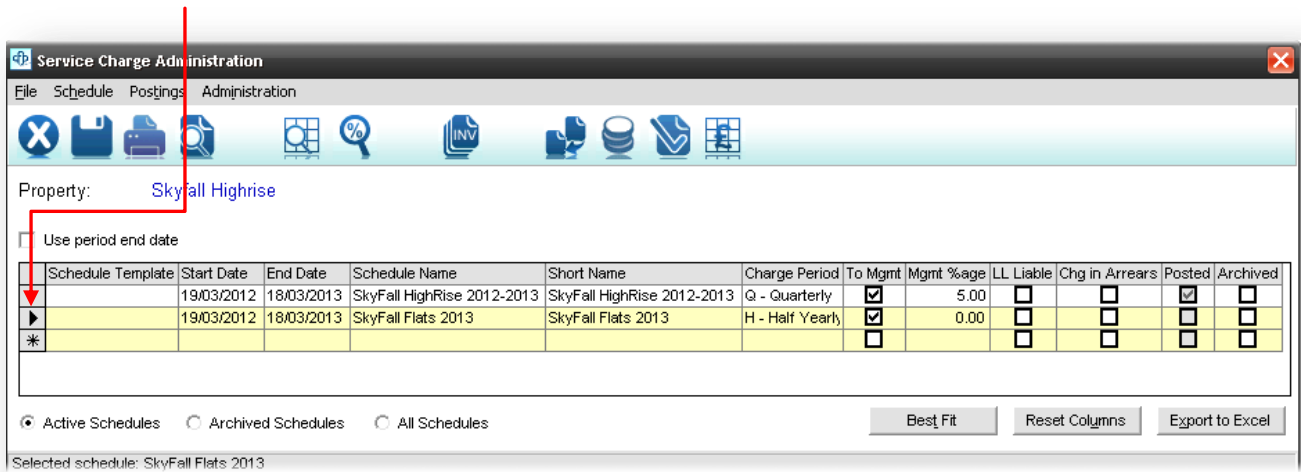 Service Charge Administration
File Schedule Postings Administration
% INV £
Property: Skyfall Highrise
Use period end date
Schedule Template Start Date End Date Schedule Name Short Name Charge Period To Mgmt Mgmt %age LL Liable Chg in Arrears Posted Archived
19/03/2012 18/03/2013 SkyFall HighRise 2012-2013 SkyFall HighRise 2012-2013 Q - Quarterly 5.00
19/03/2012 18/03/2013 SkyFall Flats 2013 SkyFall Flats 2013 H - Half Yearly 0.00
Active Schedules Archived Schedules All Schedules Best Fit Reset Columns Export to Excel
Selected schedule: SkyFall Flats 2013